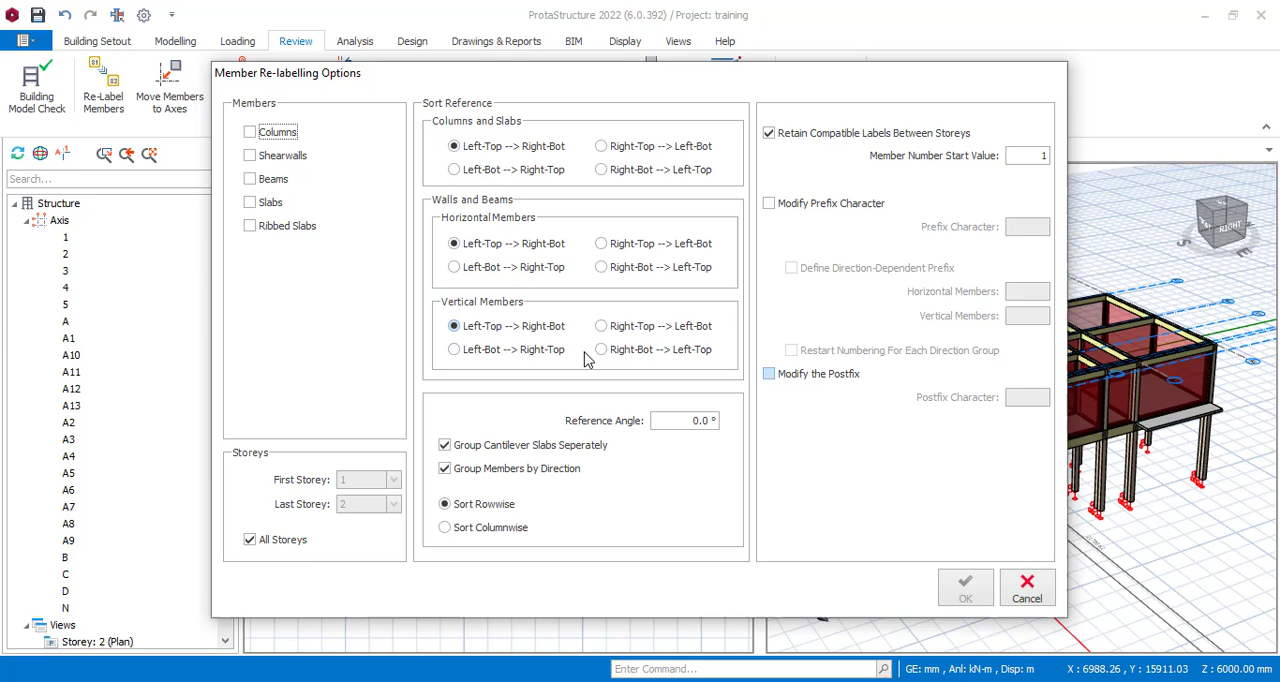 ProtaStructure 2022 (6.0.392) / Project: training
Building Setout Modelling Loading Review Analysis Design Drawings & Reports BIM Display Views Help
Building Model Check
Re-Label Members
Move Members to Axes
Search...
Structure
Axis
1
2
3
4
5
A
A1
A10
A11
A12
A13
A2
A3
A4
A5
A6
A7
A8
A9
B
C
D
N
Views
Storey: 2 (Plan)
Member Re-labelling Options
Members
Columns
Shearwalls
Beams
Slabs
Ribbed Slabs
Storeys
First Storey: 1
Last Storey: 2
All Storeys
Sort Reference
Columns and Slabs
Left-Top --> Right-Bot Right-Top --> Left-Bot
Left-Bot --> Right-Top Right-Bot --> Left-Top
Walls and Beams
Horizontal Members
Left-Top --> Right-Bot Right-Top --> Left-Bot
Left-Bot --> Right-Top Right-Bot --> Left-Top
Vertical Members
Left-Top --> Right-Bot Right-Top --> Left-Bot
Left-Bot --> Right-Top Right-Bot --> Left-Top
Reference Angle: 0.0 °
Group Cantilever Slabs Seperately
Group Members by Direction
Sort Rowwise
Sort Columnwise
Retain Compatible Labels Between Storeys
Member Number Start Value: 1
Modify Prefix Character
Prefix Character:
Define Direction-Dependent Prefix
Horizontal Members:
Vertical Members:
Restart Numbering For Each Direction Group
Modify the Postfix
Postfix Character:
OK
Cancel
RIGHT
S
E
Enter Command...
GE: mm , Anl: kN-m , Disp: m
X : 6988.26 , Y : 15911.03
Z : 6000.00 mm